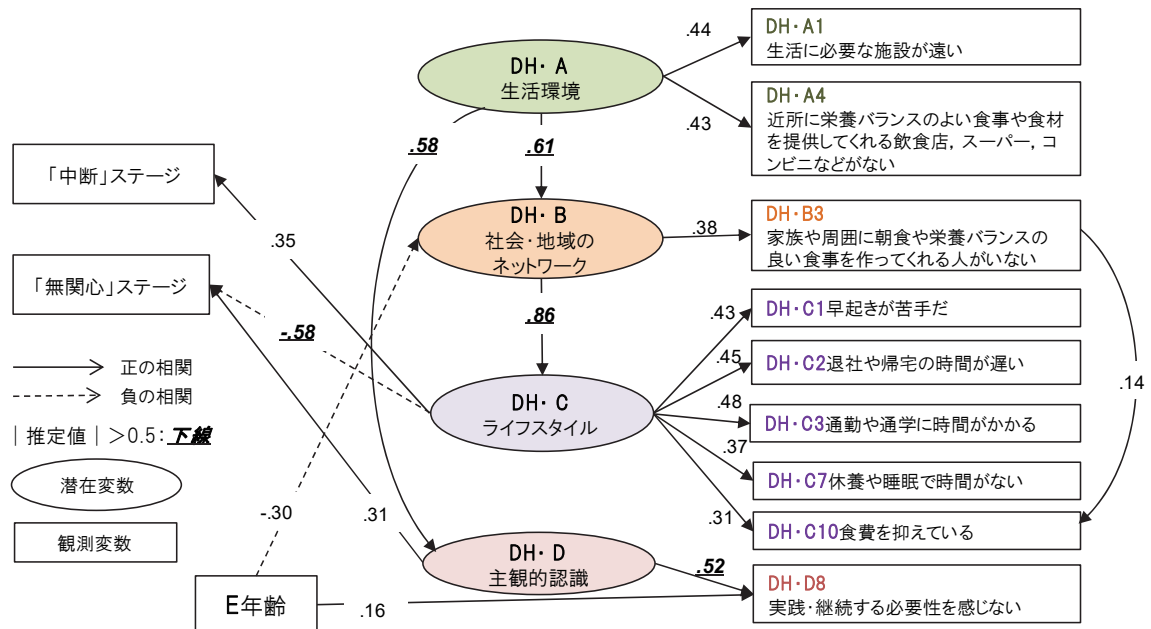 DH・A
生活環境
.44
DH・A1
生活に必要な施設が遠い
.43
DH・A4
近所に栄養バランスのよい食事や食材
を提供してくれる飲食店，スーパー，コ
ンビニなどがない
.58
.61
「中断」ステージ
DH・B
社会・地域の
ネットワーク
.38
DH・B3
家族や周囲に朝食や栄養バランスの
良い食事を作ってくれる人がいない
.35
「無関心」ステージ
-.58
.86
.43
DH・C1早起きが苦手だ
.45
DH・C2退社や帰宅の時間が遅い
.14
正の相関
負の相関
DH・C
ライフスタイル
.48
DH・C3通勤や通学に時間がかかる
｜推定値｜＞0.5：下線
.37
DH・C7休養や睡眠で時間がない
潜在変数
-.30
.31
.31
DH・C10食費を抑えている
観測変数
DH・D
主観的認識
.52
DH・D8
実践・継続する必要性を感じない
E年齢
.16